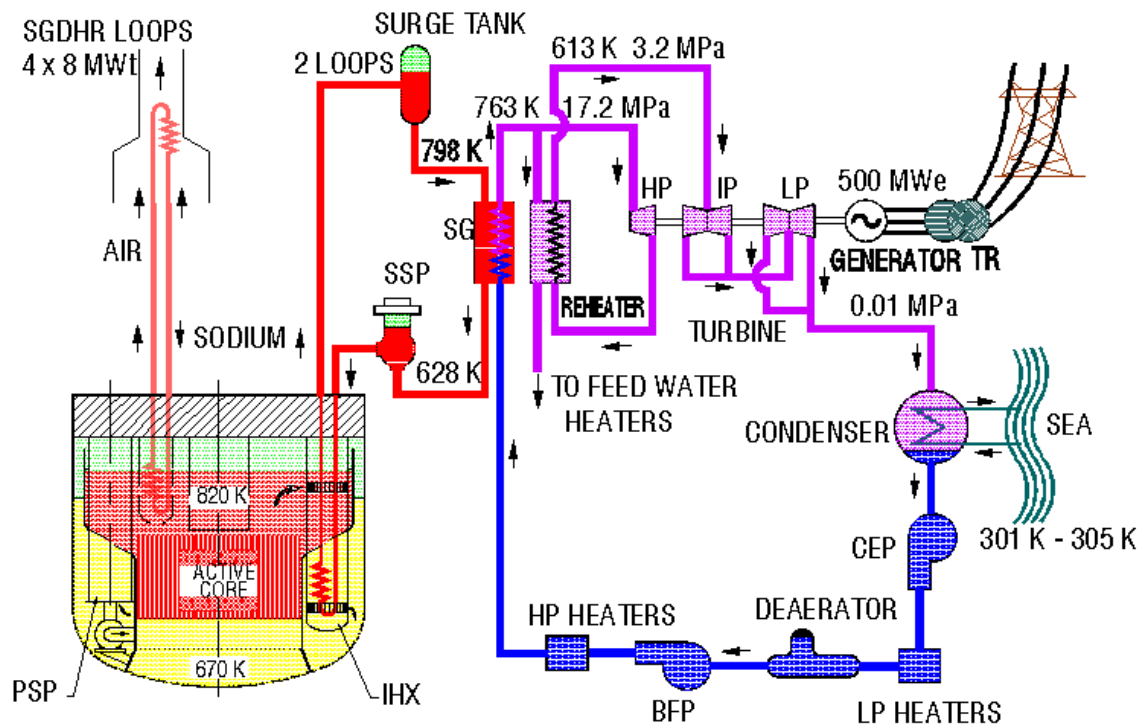 SGDHR LOOPS
4 x 8 MWt
SURGE TANK
2 LOOPS
613 K 3.2 MPa
763 K 17.2 MPa
798 K
HP
IP
LP
500 MWe
SG
AIR
GENERATOR TR
SSP
REHEATER
TURBINE
0.01 MPa
SODIUM
628 K
TO FEED WATER
HEATERS
CONDENSER
SEA
820 K
CEP
301 K - 305 K
ACTIVE
CORE
HP HEATERS
DEAERATOR
670 K
PSP
IHX
BFP
LP HEATERS